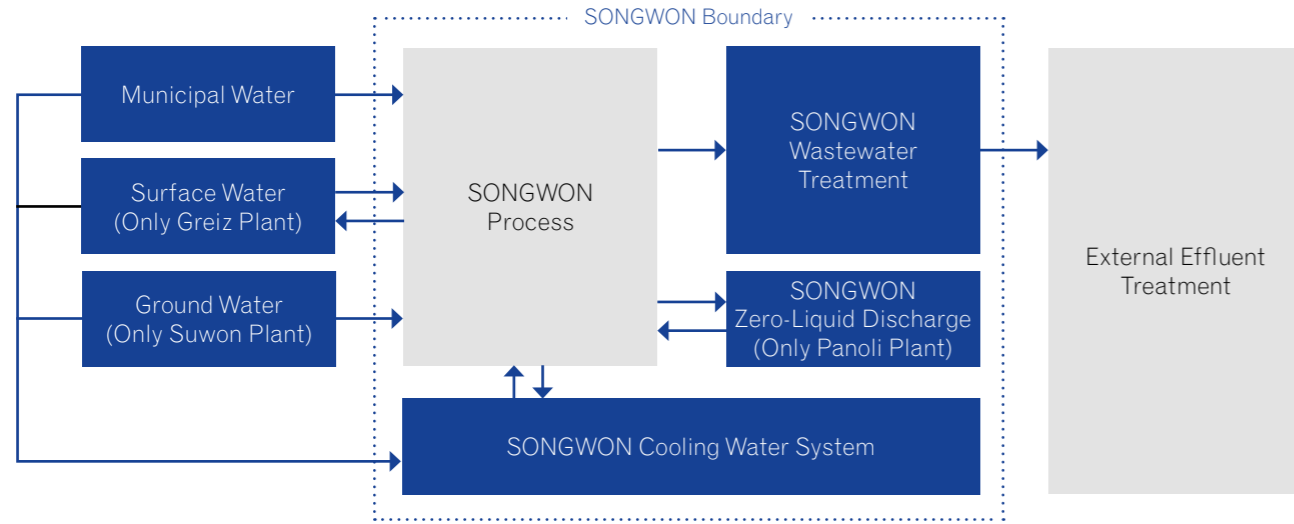 SONGWON Boundary
Municipal Water
Surface Water
(Only Greiz Plant)
Ground Water
(Only Suwon Plant)
SONGWON
Process
SONGWON
Wastewater
Treatment
SONGWON
Zero-Liquid Discharge
(Only Panoli Plant)
SONGWON Cooling Water System
External Effluent
Treatment